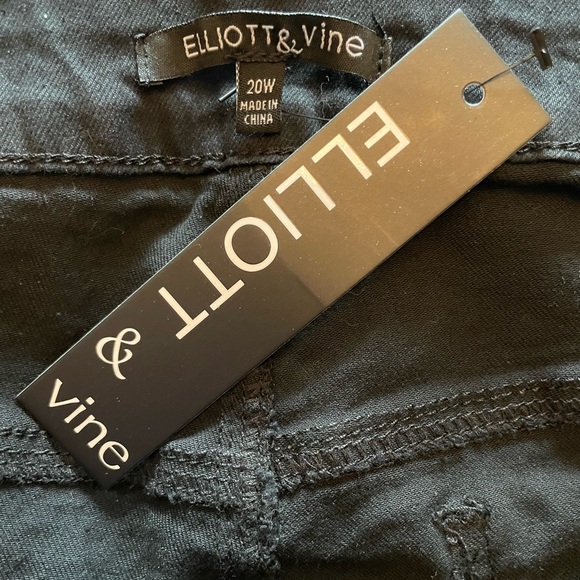 ELLIOTT&vine
20W
MADE IN
CHINA
ELLIOTT
&
vine